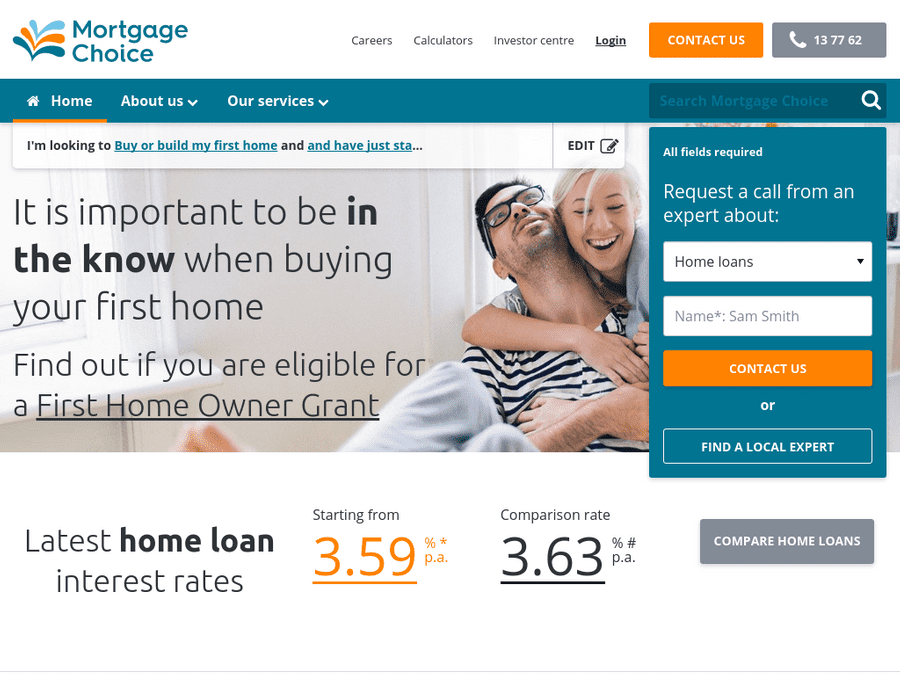 Mortgage
Choice
Careers
Calculators
Investor centre
Login
CONTACT US
13 77 62
Home
About us
Our services
Search Mortgage Choice
I'm looking to Buy or build my first home and and have just sta...
EDIT
It is important to be in
the know when buying
your first home
Find out if you are eligible for
a First Home Owner Grant
All fields required
Request a call from an
expert about:
Home loans
Name*: Sam Smith
CONTACT US
or
FIND A LOCAL EXPERT
Latest home loan
interest rates
Starting from
3.59 % *
p.a.
Comparison rate
3.63 % #
p.a.
COMPARE HOME LOANS